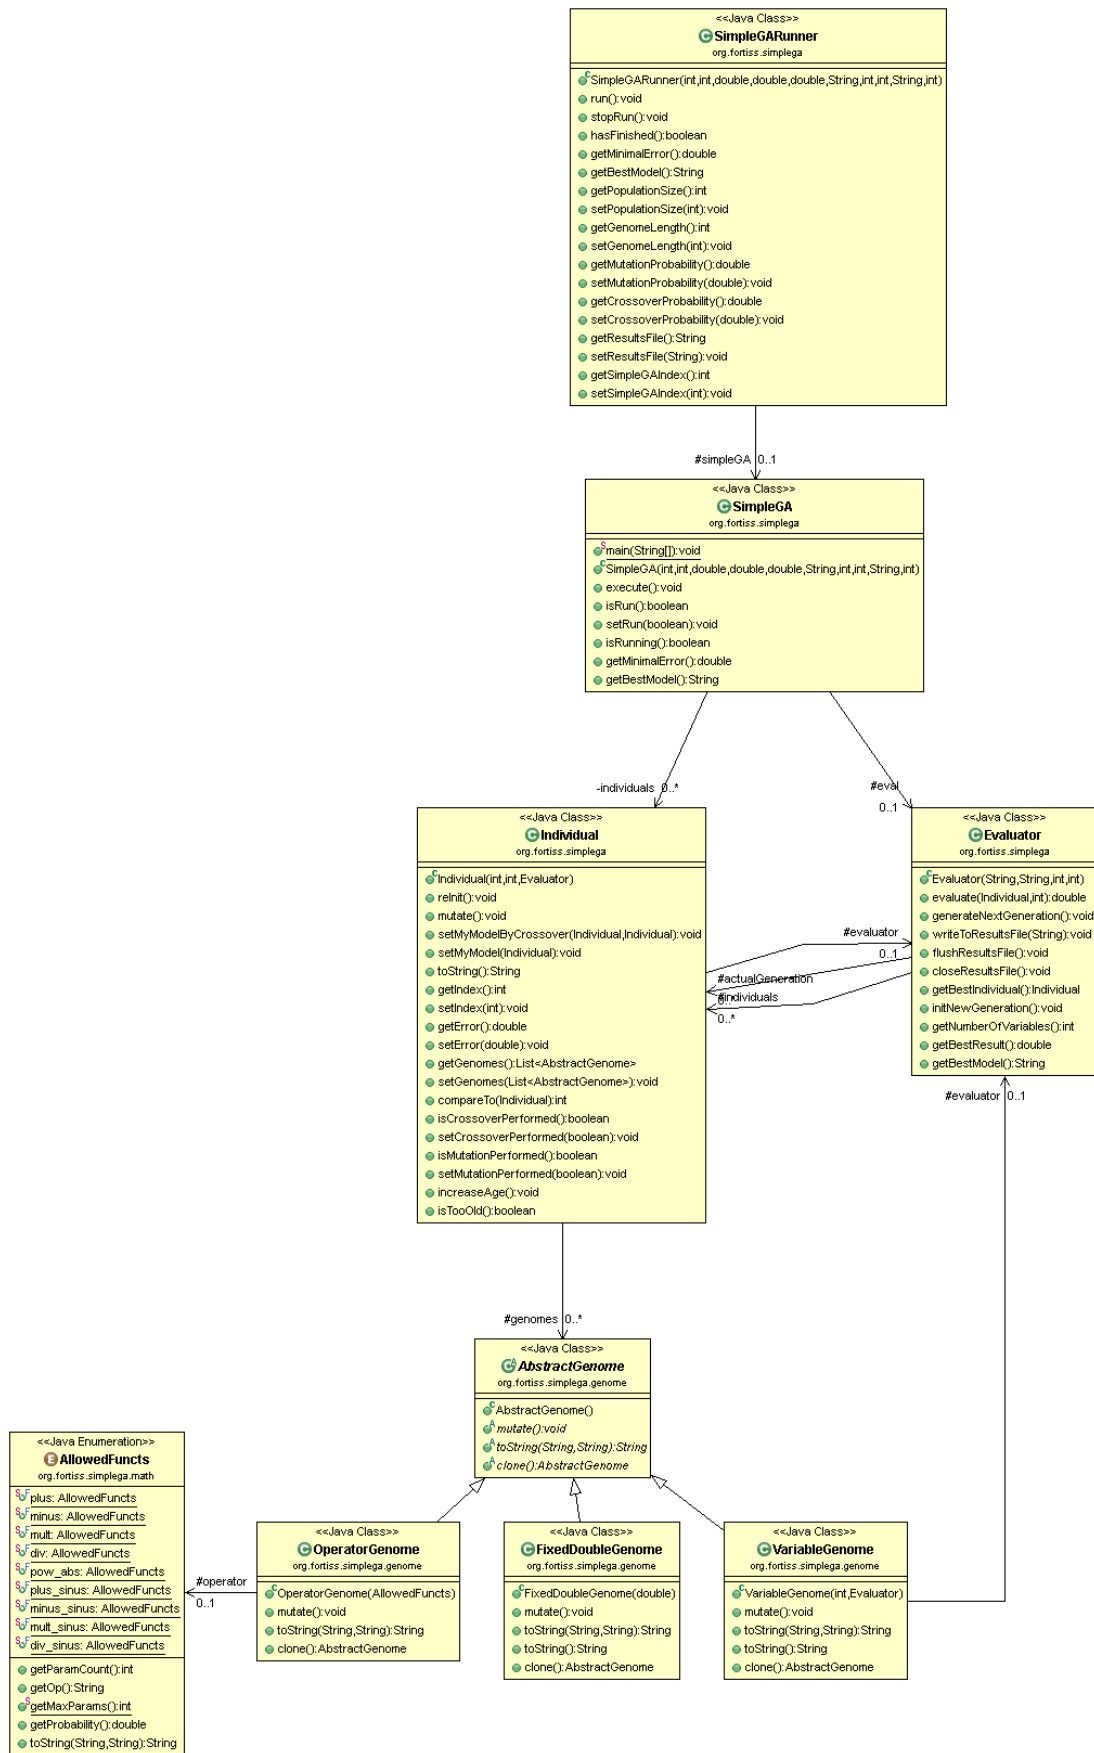 <<Java Class>>
SimpleGARunner
org.fortiss.simplega
SimpleGARunner(int,int,double,double,double,String,int,int,String,int)
run():void
stopRun():void
hasFinished():boolean
getMinimalError():double
getBestModel():String
getPopulationSize():int
setPopulationSize(int):void
getGenomeLength():int
setGenomeLength(int):void
getMutationProbability():double
setMutationProbability(double):void
getCrossoverProbability():double
setCrossoverProbability(double):void
getResultsFile():String
setResultsFile(String):void
getSimpleGAIndex():int
setSimpleGAIndex(int):void
#simpleGA 0..1
<<Java Class>>
SimpleGA
org.fortiss.simplega
main(String[]):void
SimpleGA(int,int,double,double,double,String,int,int,String,int)
execute():void
isRun():boolean
setRun(boolean):void
isRunning():boolean
getMinimalError():double
getBestModel():String
-individuals 0..*
#eval
0..1
<<Java Class>>
Individual
org.fortiss.simplega
Individual(int,int,Evaluator)
reInit():void
mutate():void
setMyModelByCrossover(Individual,Individual):void
setMyModel(Individual):void
toString():String
getIndex():int
setIndex(int):void
getError():double
setError(double):void
getGenomes():List<AbstractGenome>
setGenomes(List<AbstractGenome>):void
compareTo(Individual):int
isCrossoverPerformed():boolean
setCrossoverPerformed(boolean):void
isMutationPerformed():boolean
setMutationPerformed(boolean):void
increaseAge():void
isTooOld():boolean
#evaluator
0..1
#actualGeneration
0..*
#individuals
0..*
<<Java Class>>
Evaluator
org.fortiss.simplega
Evaluator(String,String,int,int)
evaluate(Individual,int):double
generateNextGeneration():void
writeToResultsFile(String):void
flushResultsFile():void
closeResultsFile():void
getBestIndividual():Individual
initNewGeneration():void
getNumberOfVariables():int
getBestResult():double
getBestModel():String
#evaluator 0..1
#genomes 0..*
<<Java Class>>
AbstractGenome
org.fortiss.simplega.genome
AbstractGenome()
mutate():void
toString(String,String):String
clone():AbstractGenome
<<Java Enumeration>>
AllowedFuncts
org.fortiss.simplega.math
plus: AllowedFuncts
minus: AllowedFuncts
mult: AllowedFuncts
div: AllowedFuncts
pow_abs: AllowedFuncts
plus_sinus: AllowedFuncts
minus_sinus: AllowedFuncts
mult_sinus: AllowedFuncts
div_sinus: AllowedFuncts
getParamCount():int
getOp():String
getMaxParams():int
getProbability():double
toString(String,String):String
#operator
0..1
<<Java Class>>
OperatorGenome
org.fortiss.simplega.genome
OperatorGenome(AllowedFuncts)
mutate():void
toString(String,String):String
clone():AbstractGenome
<<Java Class>>
FixedDoubleGenome
org.fortiss.simplega.genome
FixedDoubleGenome(double)
mutate():void
toString(String,String):String
toString():String
clone():AbstractGenome
<<Java Class>>
VariableGenome
org.fortiss.simplega.genome
VariableGenome(int,Evaluator)
mutate():void
toString(String,String):String
toString():String
clone():AbstractGenome